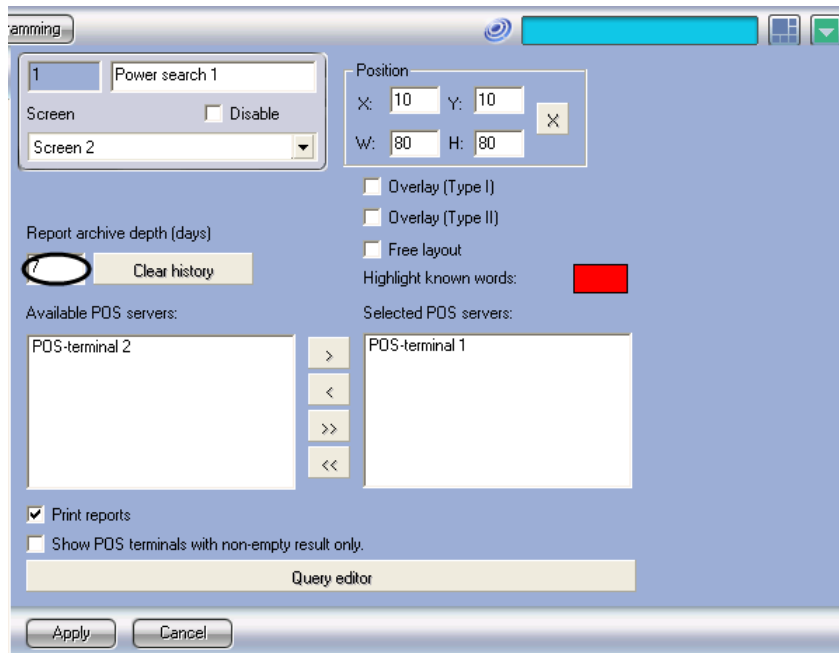 ramming
1 Power search 1
Screen Disable
Screen 2
Position
X: 10 Y: 10
X
W: 80 H: 80
Overlay (Type I)
Overlay (Type II)
Free layout
Report archive depth (days)
7 Clear history
Highlight known words:
Available POS servers:
Selected POS servers:
POS-terminal 2
POS-terminal 1
>
<
>>
<<
Print reports
Show POS terminals with non-empty result only.
Query editor
Apply Cancel